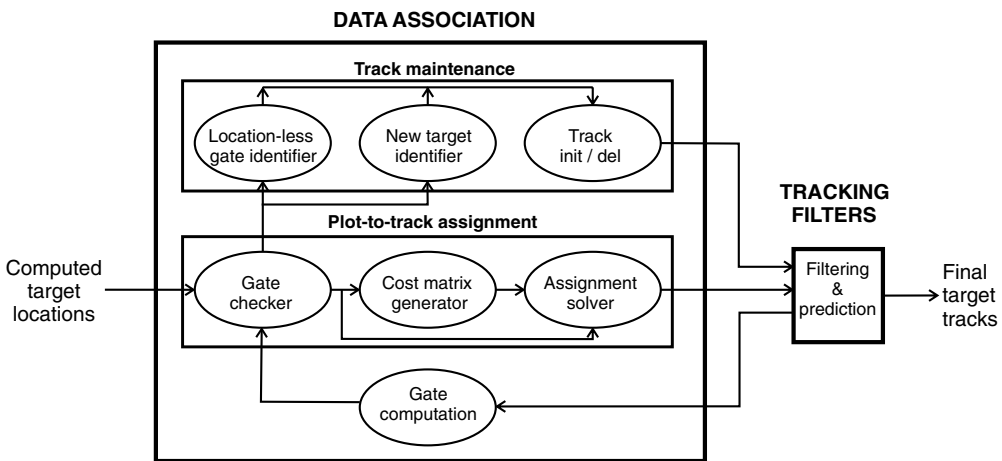 DATA ASSOCIATION
Track maintenance
Location-less
gate identifier
New target
identifier
Track
init / del
TRACKING
FILTERS
Plot-to-track assignment
Computed
target
locations
Gate
checker
Cost matrix
generator
Assignment
solver
Filtering
&
prediction
Final
target
tracks
Gate
computation